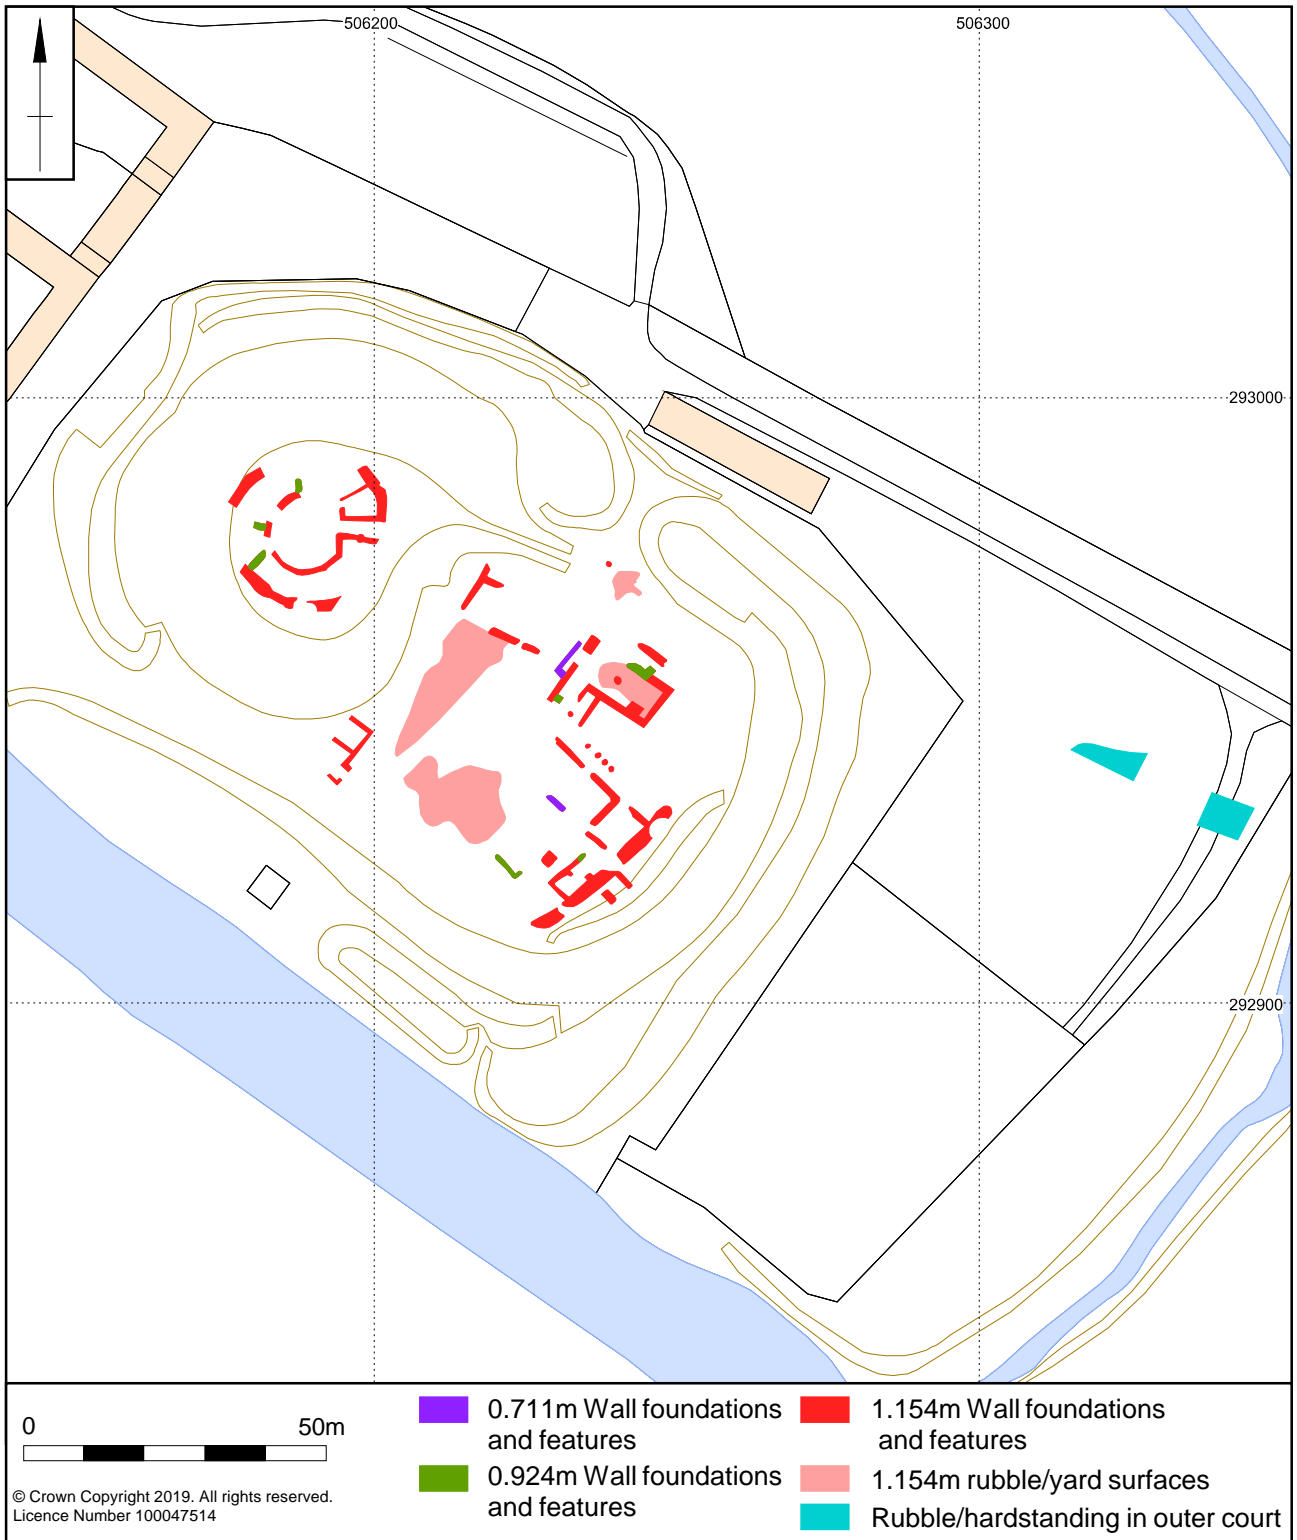 506200
506300
293000
292900
0
50m
© Crown Copyright 2019. All rights reserved.
Licence Number 100047514
0.711m Wall foundations
and features
0.924m Wall foundations
and features
1.154m Wall foundations
and features
1.154m rubble/yard surfaces
Rubble/hardstanding in outer court